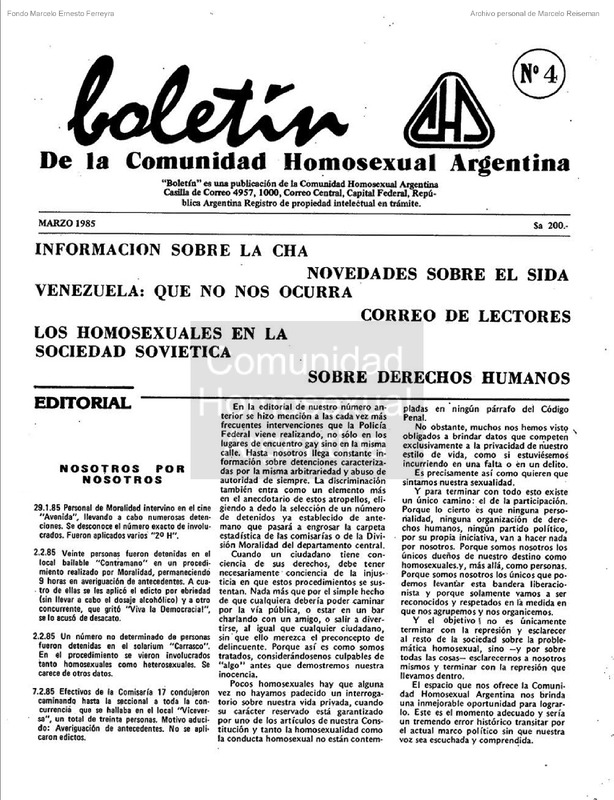 Fondo Marcelo Ernesto Ferreyra
Archivo personal de Marcelo Reiseman
boletín
CHA
Nº 4
De la Comunidad Homosexual Argentina
"Boletín" es una publicación de la Comunidad Homosexual Argentina
Casilla de Correo 4957, 1000, Correo Central, Capital Federal, Repú-
blica Argentina Registro de propiedad intelectual en trámite.
MARZO 1985
$a 200.-
INFORMACION SOBRE LA CHA
NOVEDADES SOBRE EL SIDA
VENEZUELA: QUE NO NOS OCURRA
CORREO DE LECTORES
LOS HOMOSEXUALES EN LA
SOCIEDAD SOVIETICA
SOBRE DERECHOS HUMANOS
Comunidad
Homosexual
EDITORIAL
NOSOTROS POR
NOSOTROS
29.1.85 Personal de Moralidad intervino en el cine
"Avenida", llevando a cabo numerosas deten-
ciones. Se desconoce el número exacto de involu-
crados. Fueron aplicados varios "2º H".
2.2.85 Veinte personas fueron detenidas en el
local bailable "Contramano" en un procedi-
miento realizado por Moralidad, permaneciendo
9 horas en averiguación de antecedentes. A cua-
tro de ellas se les aplicó el edicto por ebriedad
(sin llevar a cabo el dosaje alcohólico) y a otro
concurrente, que gritó "Viva la Democracia!",
se lo acusó de desacato.
2.2.85 Un número no determinado de personas
fueron detenidas en el solarium "Carrasco".
En el procedimiento se vieron involucrados
tanto homosexuales como heterosexuales. Se
carece de otros datos.
7.2.85 Efectivos de la Comisaría 17 condujeron
caminando hasta la seccional a toda la con-
currencia que se hallaba en el local "Vicever-
sa", un total de treinta personas. Motivo aduci-
do: Averiguación de antecedentes. No se apli-
caron edictos.
En la editorial de nuestro número an-
terior se hizo mención a las cada vez más
frecuentes intervenciones que la Policía
Federal viene realizando, no sólo en los
lugares de encuentro gay sino en la misma
calle. Hasta nosotros llega constante in-
formación sobre detenciones caracteriza-
das por la misma arbitrariedad y abuso de
autoridad de siempre. La discriminación
también entra como un elemento más
en el anecdotario de estos atropellos, eli-
giendo a dedo la selección de un número
de detenidos ya establecido de ante-
mano que pasará a engrosar la carpeta
estadística de las comisarías o de la Divi-
sión Moralidad del departamento central.
Cuando un ciudadano tiene con-
ciencia de sus derechos, debe tener
necesariamente conciencia de la injus-
ticia en que estos procedimientos se sus-
tentan. Nada más que por el simple hecho
de que cualquiera debería poder caminar
por la vía pública, o estar en un bar
charlando con un amigo, o salir a diver-
tirse, al igual que cualquier ciudadano,
sin que ello merezca el preconcepto de
delincuente. Porque así es como somos
tratados, considerándosenos culpables de
"algo" antes que demostremos nuestra
inocencia.
Pocos homosexuales hay que alguna
vez no hayamos padecido un interroga-
torio sobre nuestra vida privada, cuando
su carácter reservado está garantizado
por uno de los artículos de nuestra Cons-
titución y tanto la homosexualidad como
la conducta homosexual no están contem-
pladas en ningún párrafo del Código
Penal.
No obstante, muchos nos hemos visto
obligados a brindar datos que competen
exclusivamente a la privacidad de nuestro
estilo de vida, como si estuviésemos
incurriendo en una falta o en un delito.
Es precisamente así como quieren que
sintamos nuestra sexualidad.
Y para terminar con todo esto existe
un único camino: el de la participación.
Porque lo cierto es que ninguna perso-
nalidad, ninguna organización de dere-
chos humanos, ningún partido político,
por su propia iniciativa, van a hacer nada
por nosotros. Porque somos nosotros los
únicos dueños de nuestro destino como
homosexuales.y, más allá, como personas.
Porque somos nosotros los únicos que po-
demos levantar esta bandera liberacio-
nista y porque solamente vamos a ser
reconocidos y respetados en la medida en
que nos agrupemos y nos organicemos.
Y el objetivo no es únicamente
terminar con la represión y esclarecer
al resto de la sociedad sobre la proble-
mática homosexual, sino —y por sobre
todas las cosas— esclarecernos a nosotros
mismos y terminar con la represión que
llevamos dentro.
El espacio que nos ofrece la Comuni-
dad Homosexual Argentina nos brinda
una inmejorable oportunidad para lograr-
lo. Este es el momento adecuado y sería
un tremendo error histórico transitar por
el actual marco político sin que nuestra
voz sea escuchada y comprendida.